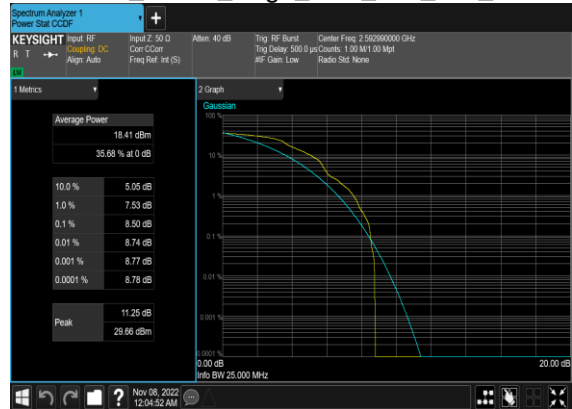 Spectrum Analyzer 1
Power Stat CCDF
KEYSIGHT
R T
LXI
Input: RF
Coupling: DC
Align: Auto
Input Z: 50 Ω
Corr CCorr
Freq Ref: Int (S)
Atten: 40 dB
Trig: RF Burst
Trig Delay: 500.0 µs
#IF Gain: Low
Center Freq: 2.592990000 GHz
Counts: 1.00 M/1.00 Mpt
Radio Std: None
1 Metrics
Average Power
18.41 dBm
35.68 % at 0 dB
10.0 % 5.05 dB
1.0 % 7.53 dB
0.1 % 8.50 dB
0.01 % 8.74 dB
0.001 % 8.77 dB
0.0001 % 8.78 dB
Peak
11.25 dB
29.66 dBm
2 Graph
Gaussian
100 %
10 %
1 %
0.1 %
0.01 %
0.001 %
0.0001 %
0.00 dB 20.00 dB
Info BW 25.000 MHz
Nov 08, 2022
12:04:52 AM